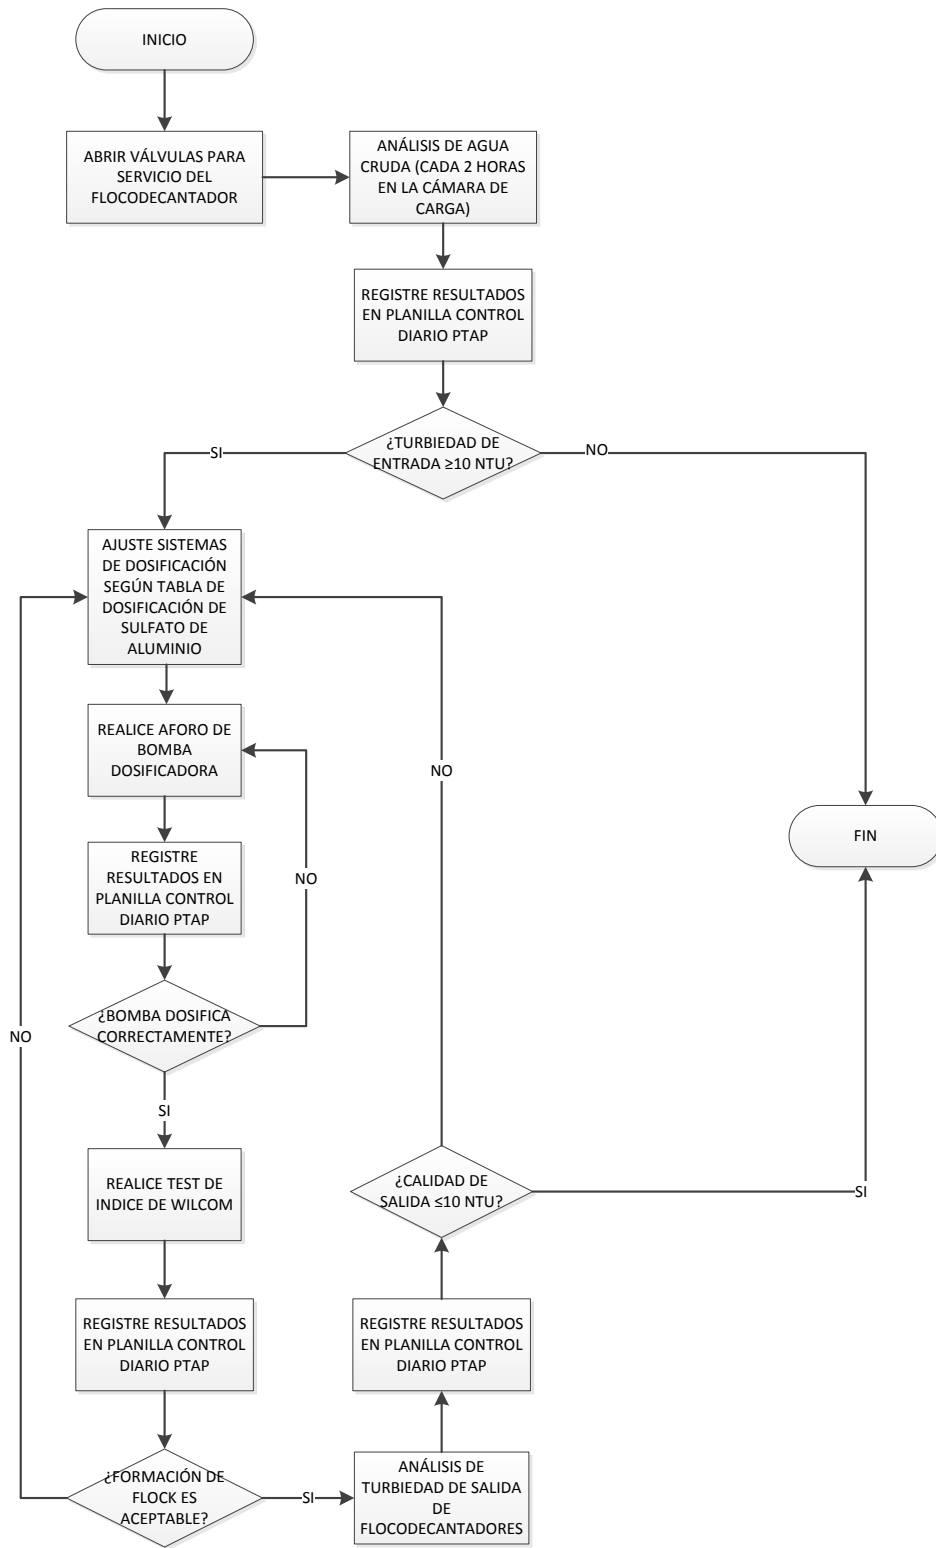 INICIO
ABRIR VÁLVULAS PARA
SERVICIO DEL
FLOCODECANTADOR
ANÁLISIS DE AGUA
CRUDA (CADA 2 HORAS
EN LA CÁMARA DE
CARGA)
REGISTRE RESULTADOS
EN PLANILLA CONTROL
DIARIO PTAP
¿TURBIEDAD DE
ENTRADA ≥10 NTU?
SI
NO
AJUSTE SISTEMAS
DE DOSIFICACIÓN
SEGÚN TABLA DE
DOSIFICACIÓN DE
SULFATO DE
ALUMINIO
REALICE AFORO DE
BOMBA
DOSIFICADORA
NO
FIN
REGISTRE
RESULTADOS EN
PLANILLA CONTROL
DIARIO PTAP
NO
¿BOMBA DOSIFICA
CORRECTAMENTE?
NO
SI
REALICE TEST DE
INDICE DE WILCOM
¿CALIDAD DE
SALIDA ≤10 NTU?
SI
REGISTRE RESULTADOS
EN PLANILLA CONTROL
DIARIO PTAP
REGISTRE RESULTADOS
EN PLANILLA CONTROL
DIARIO PTAP
¿FORMACIÓN DE
FLOCK ES
ACEPTABLE?
SI
ANÁLISIS DE
TURBIEDAD DE SALIDA
DE
FLOCODECANTADORES